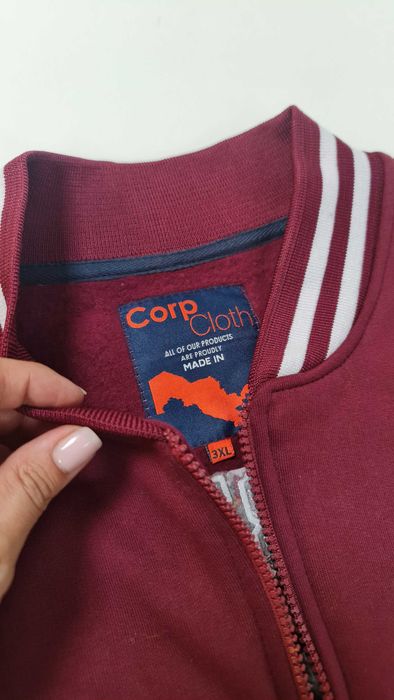 Corp
Cloth
ALL OF OUR PRODUCTS
ARE PROUDLY
MADE IN
3XL